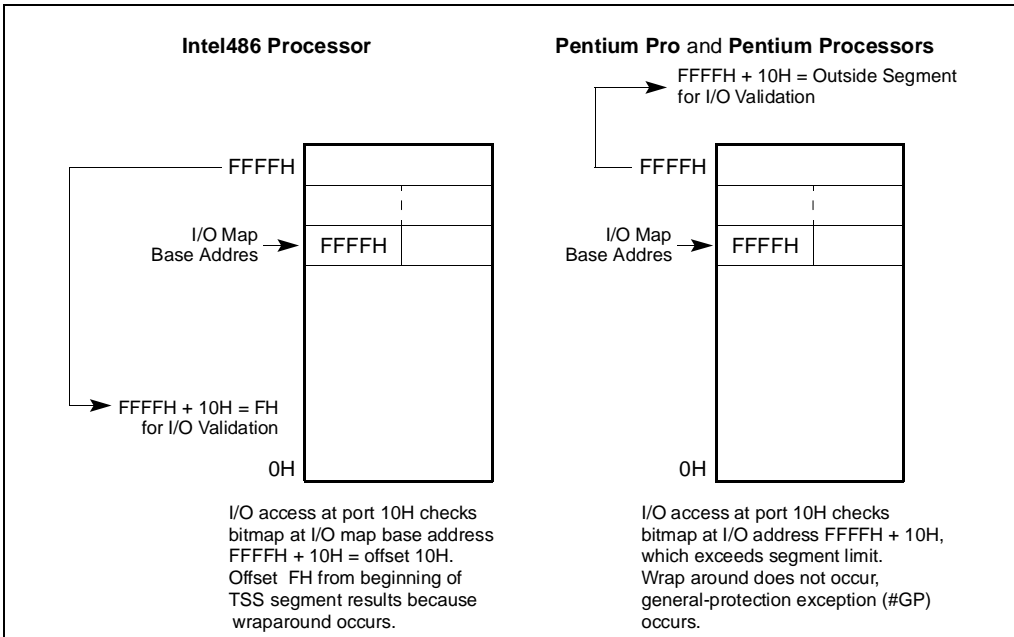 Intel486 Processor
FFFFH
I/O Map
Base Addres
FFFFH
FFFFH + 10H = FH
for I/O Validation
0H
I/O access at port 10H checks
bitmap at I/O map base address
FFFFH + 10H = offset 10H.
Offset FH from beginning of
TSS segment results because
wraparound occurs.
Pentium Pro and Pentium Processors
FFFFH + 10H = Outside Segment
for I/O Validation
FFFFH
I/O Map
Base Addres
FFFFH
0H
I/O access at port 10H checks
bitmap at I/O address FFFFH + 10H,
which exceeds segment limit.
Wrap around does not occur,
general-protection exception (#GP)
occurs.